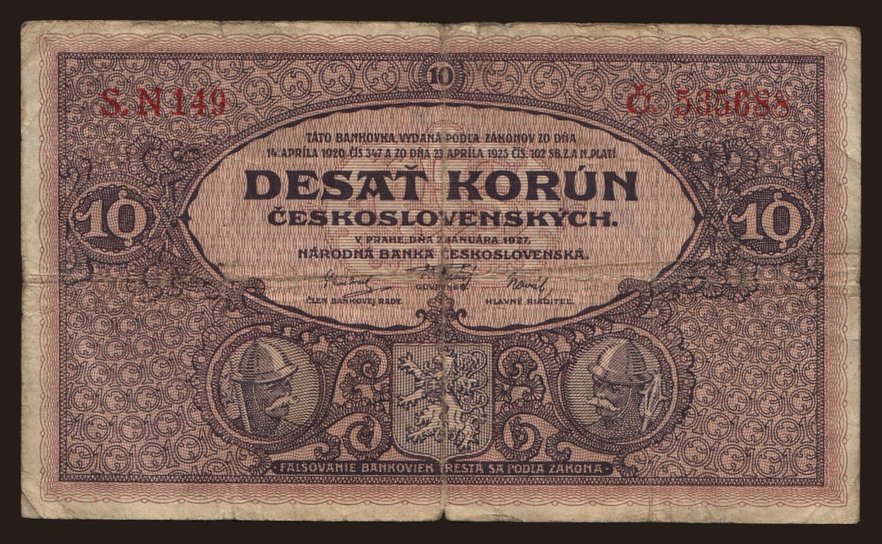 10
S. N 149
Čı. 535688
TÁTO BANKOVKA, VYDANÁ PODĽA ZÁKONOV ZO DŇA
14. APRÍLA 1920, ČÍS. 347 A ZO DŇA 23 APRÍLA 1925 ČÍS. 102 SB. Z. A N. PLATÍ
DESAŤ KORÚN
ČESKOSLOVENSKÝCH.
10
10
V PRAHE, DŇA 2 JANUÁRA 1927.
NÁRODNÁ BANKA ČESKOSLOVENSKÁ.
GUVERNÉR.
ČLEN BANKOVEJ RADY. HLAVNÝ RIADITEĽ.
FALŠOVANIE BANKOVIEK TRESTÁ SA PODĽA ZÁKONA